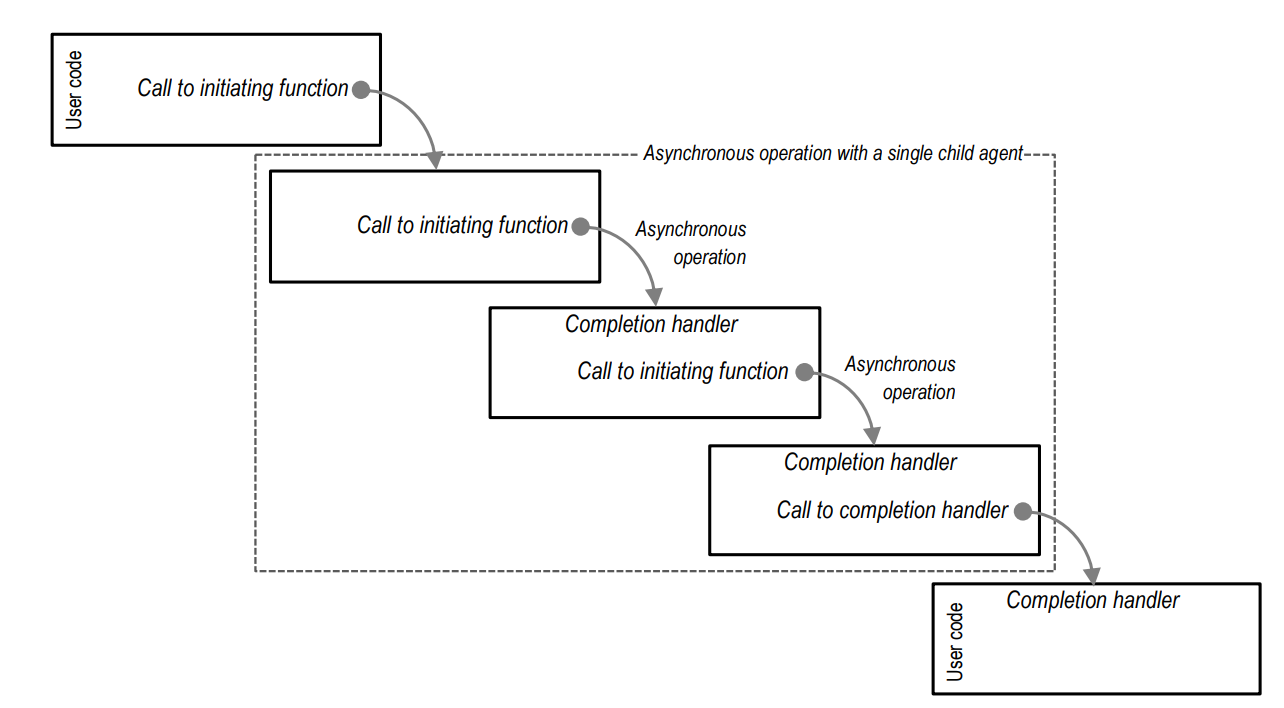 User code
Call to initiating function
Asynchronous operation with a single child agent
Call to initiating function
Asynchronous
operation
Completion handler
Call to initiating function
Asynchronous
operation
Completion handler
Call to completion handler
Completion handler
User code